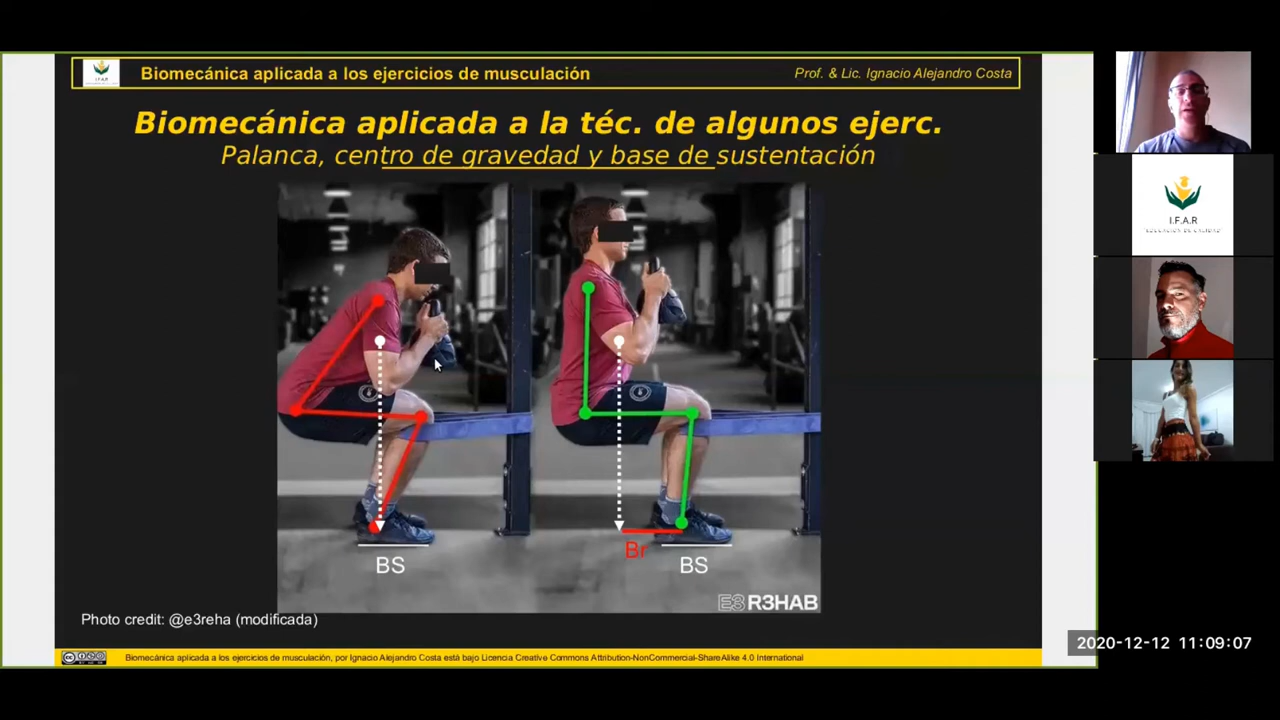 I.F.A.R
Biomecánica aplicada a los ejercicios de musculación
Prof. & Lic. Ignacio Alejandro Costa
Biomecánica aplicada a la téc. de algunos ejerc.
Palanca, centro de gravedad y base de sustentación
I.F.A.R
BS
Br
BS
E3 R3HAB
Photo credit: @e3reha (modificada)
2020-12-12 11:09:07
Biomecánica aplicada a los ejercicios de musculación, por Ignacio Alejandro Costa está bajo Licencia Creative Commons Attribution-NonCommercial-ShareAlike 4.0 International